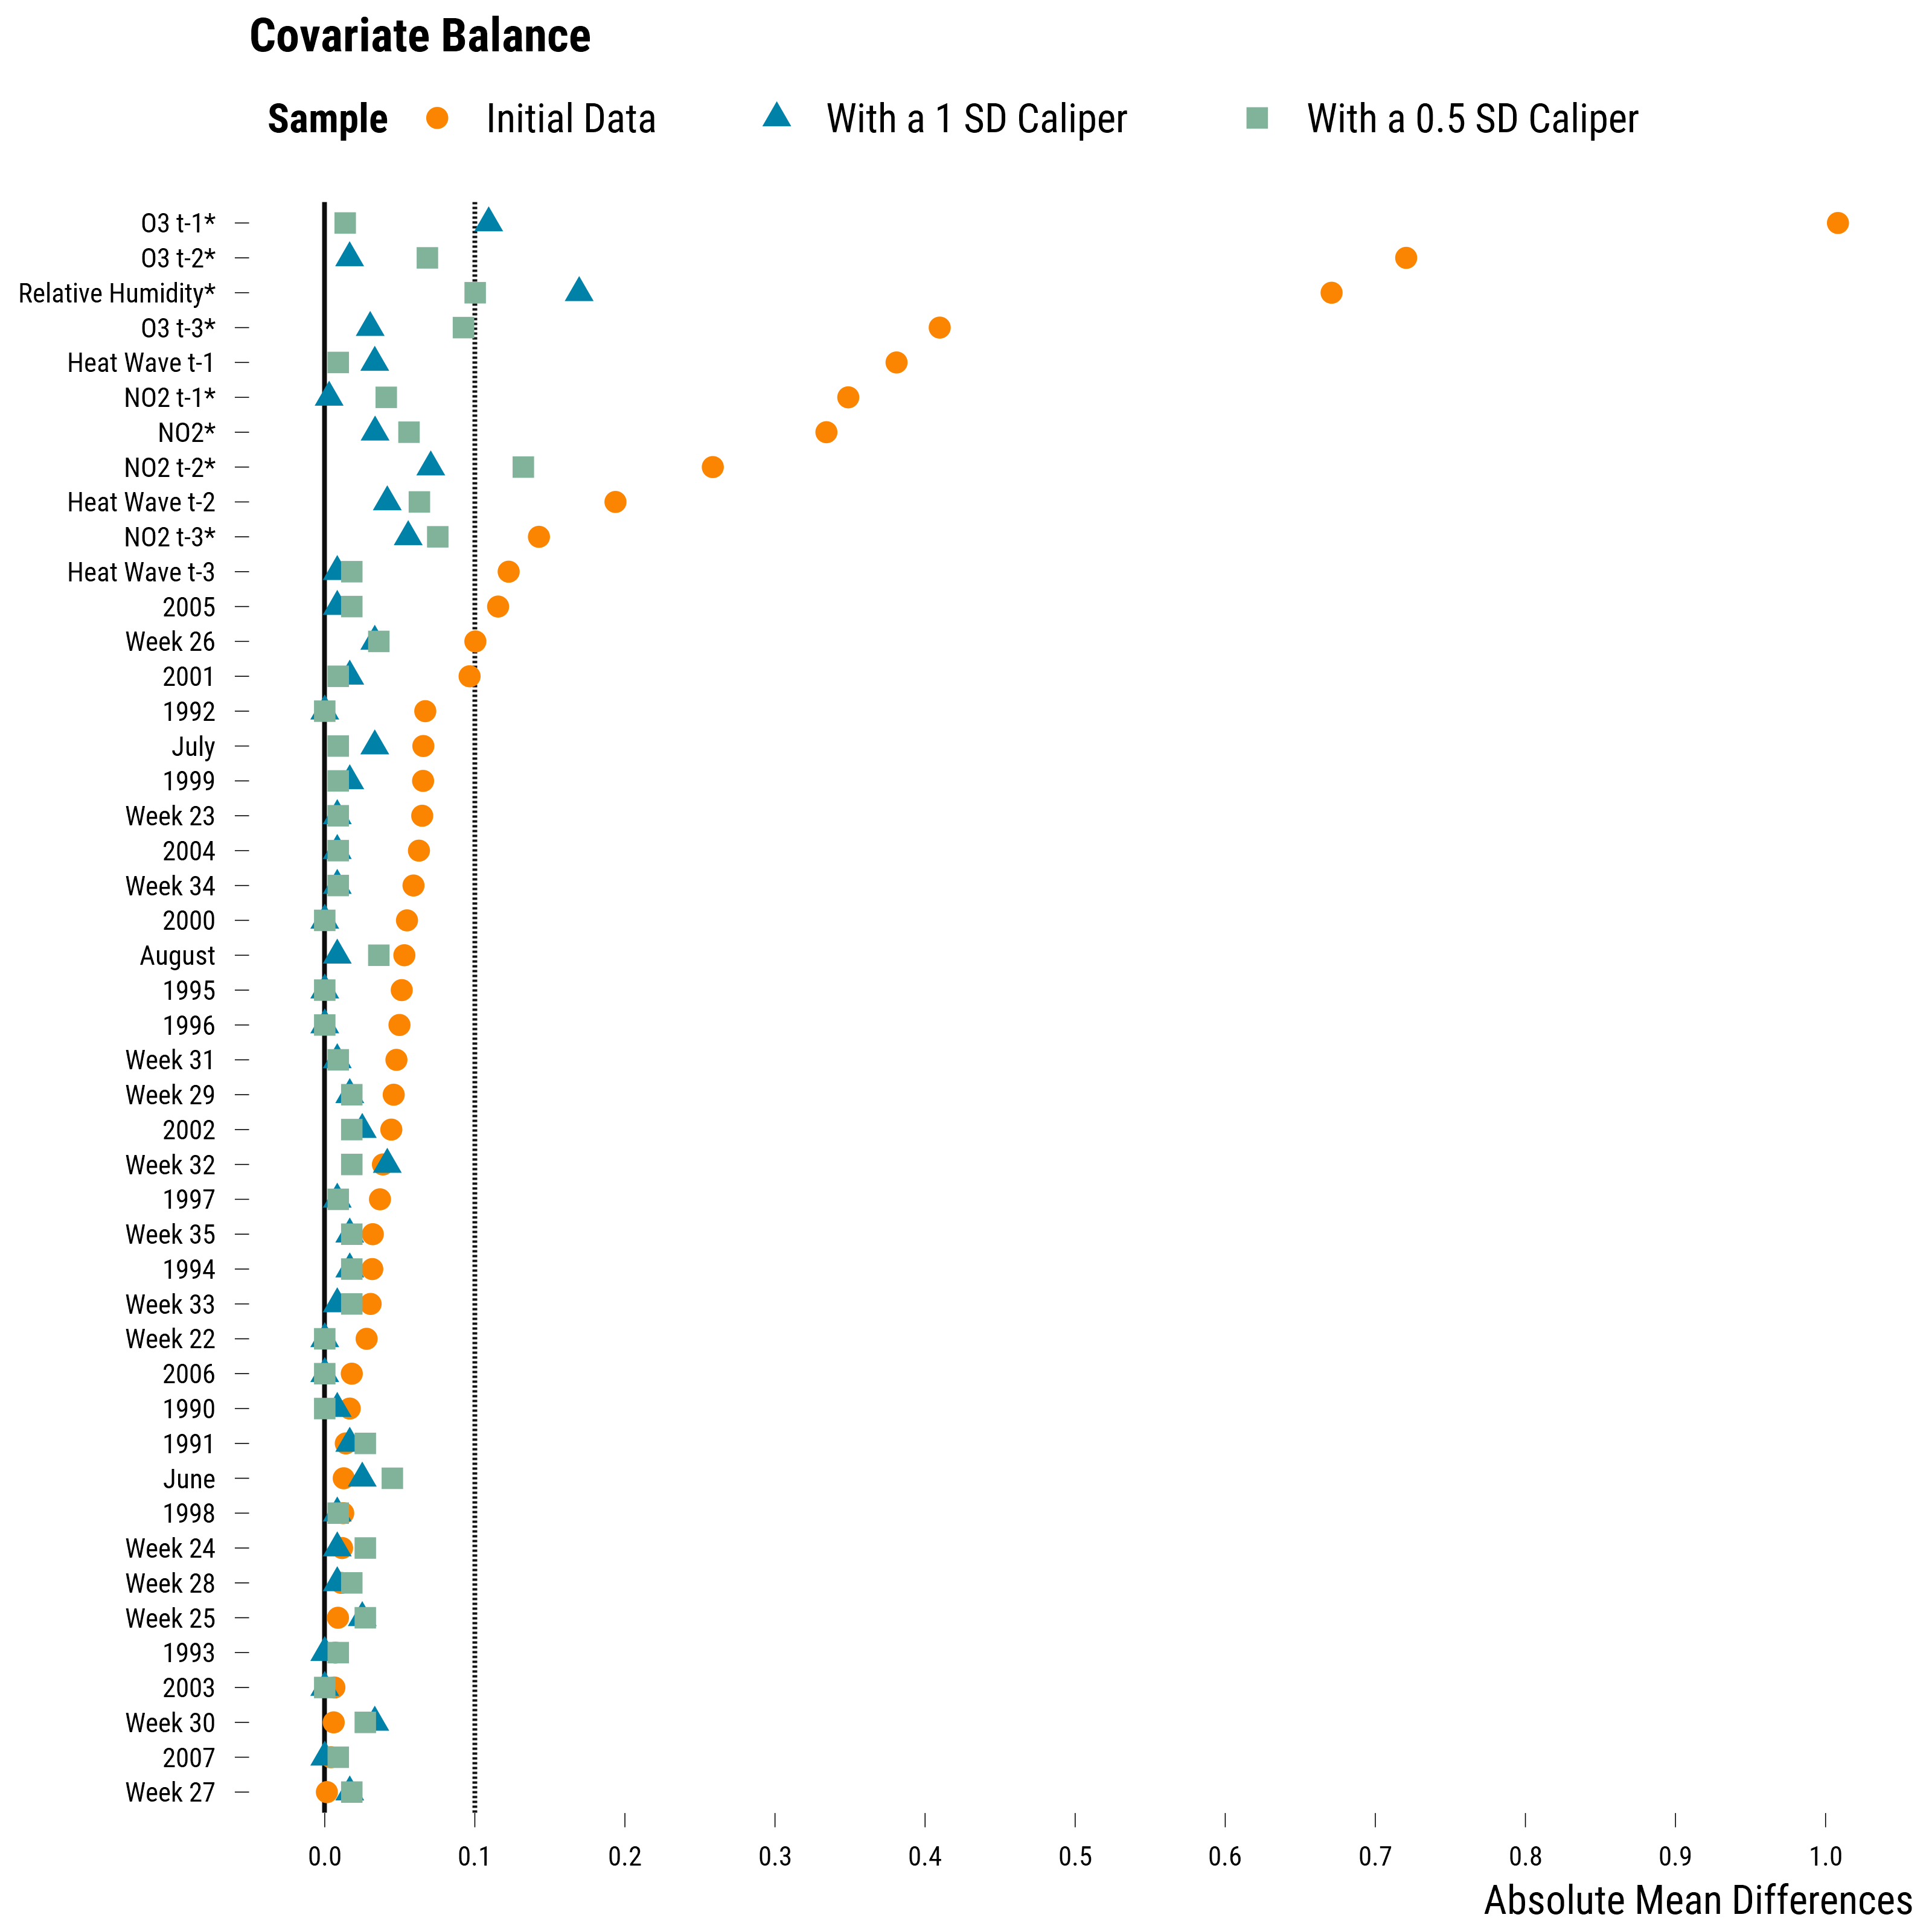 Covariate Balance
Sample Initial Data With a 1 SD Caliper With a 0.5 SD Caliper
O3 t-1*
O3 t-2*
Relative Humidity*
O3 t-3*
Heat Wave t-1
NO2 t-1*
NO2*
NO2 t-2*
Heat Wave t-2
NO2 t-3*
Heat Wave t-3
2005
Week 26
2001
1992
July
1999
Week 23
2004
Week 34
2000
August
1995
1996
Week 31
Week 29
2002
Week 32
1997
Week 35
1994
Week 33
Week 22
2006
1990
1991
June
1998
Week 24
Week 28
Week 25
1993
2003
Week 30
2007
Week 27
0.0 0.1 0.2 0.3 0.4 0.5 0.6 0.7 0.8 0.9 1.0
Absolute Mean Differences